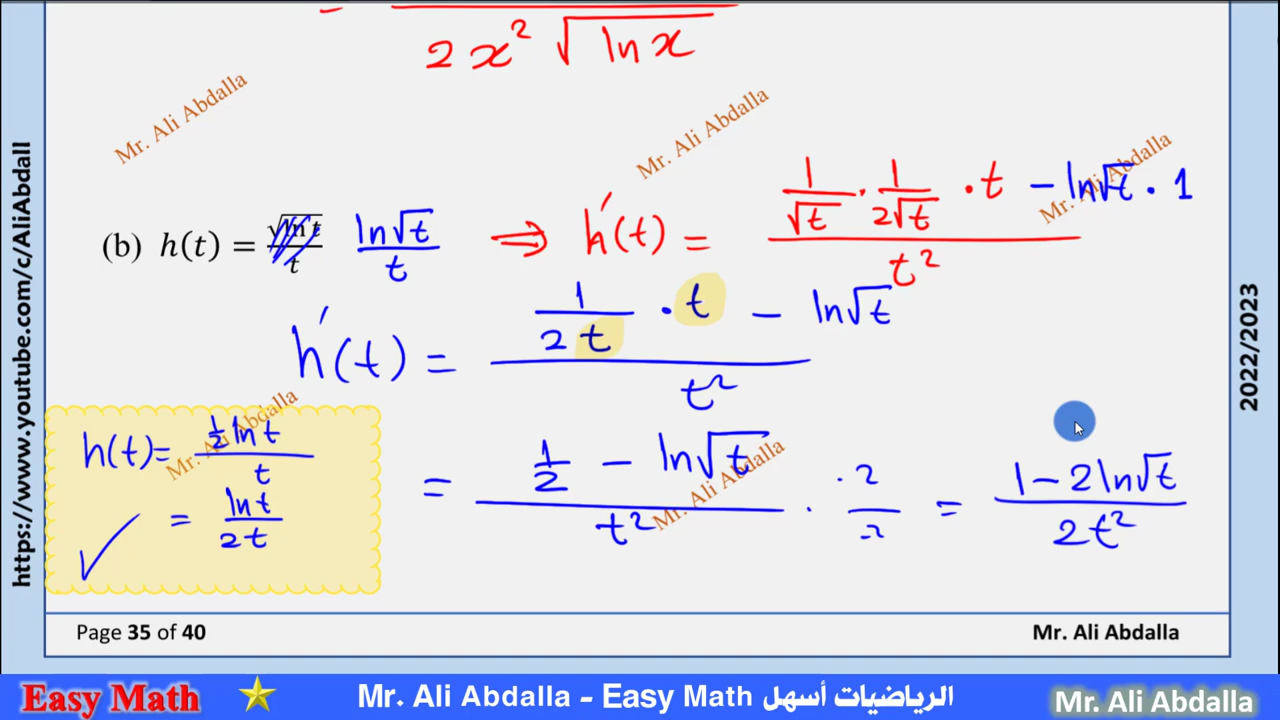 2x² √ln x
(b) h(t) = √ln t / t   ln√t / t ⇒ h'(t) = (1/√t · 1/(2√t) · t − ln√t · 1) / t²
h'(t) = (1/(2t) · t − ln√t) / t²
= (1/2 − ln√t) / t² · 2/2 = (1 − 2 ln√t) / 2t²
h(t) = (1/2 ln t) / t
= ln t / 2t
✓
Mr. Ali Abdalla
Mr. Ali Abdalla
Mr. Ali Abdalla
Mr. Ali Abdalla
Mr. Ali Abdalla
https://www.youtube.com/c/AliAbdall
2022/2023
Page 35 of 40 Mr. Ali Abdalla
Easy Math Mr. Ali Abdalla - Easy Math الرياضيات أسهل Mr. Ali Abdalla